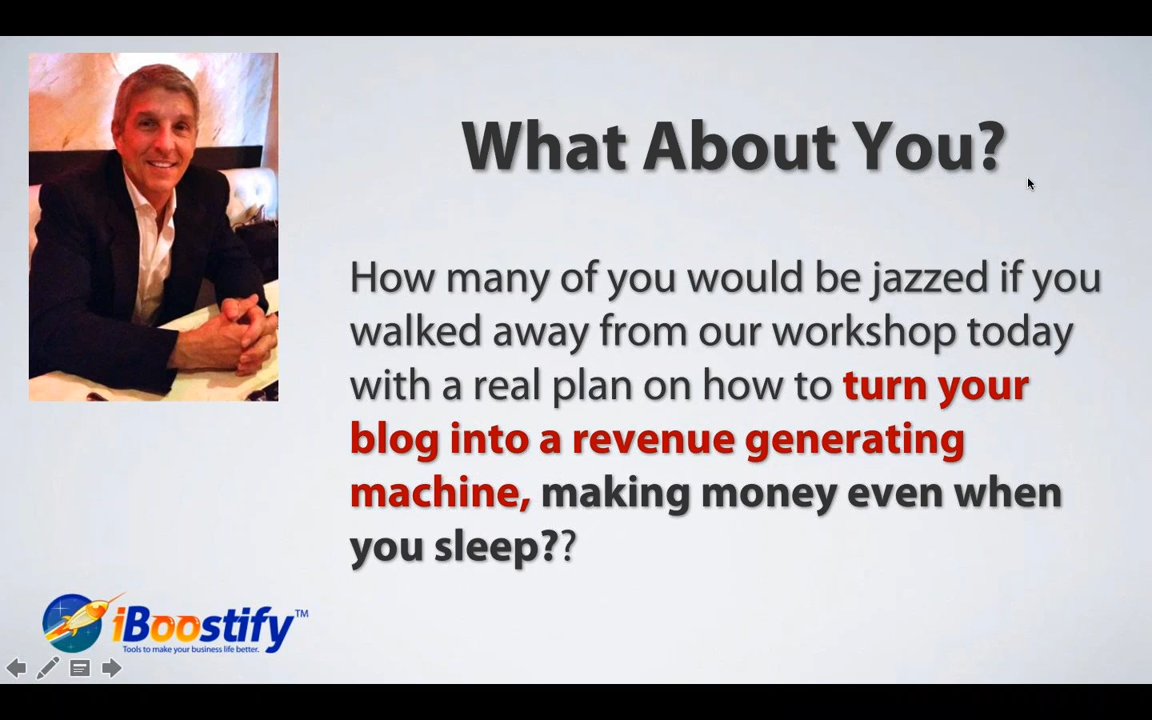 What About You?
How many of you would be jazzed if you
walked away from our workshop today
with a real plan on how to turn your
blog into a revenue generating
machine, making money even when
you sleep??
iBoostify™
Tools to make your business life better.